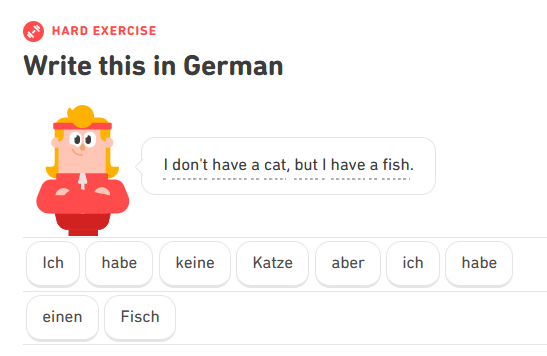 HARD EXERCISE
Write this in German
I don't have a cat, but I have a fish.
Ich habe keine Katze aber ich habe
einen Fisch